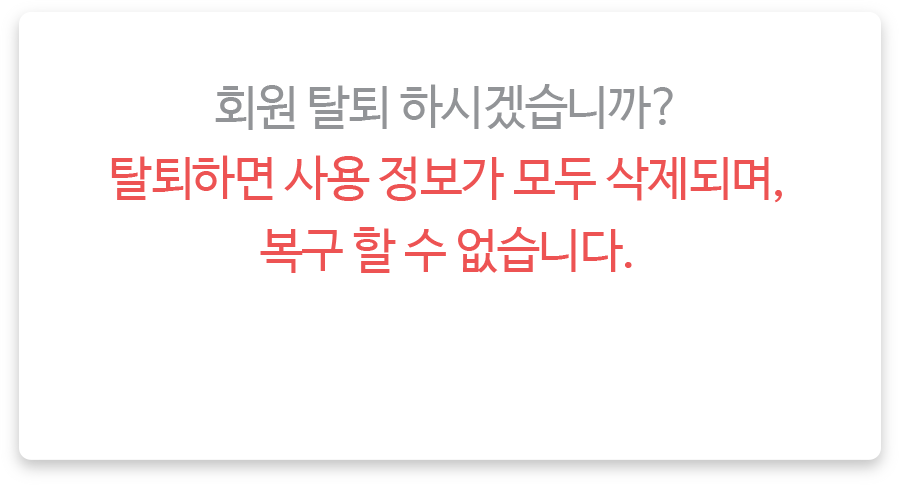 회원 탈퇴 하시겠습니까?
탈퇴하면 사용 정보가 모두 삭제되며,
복구 할 수 없습니다.